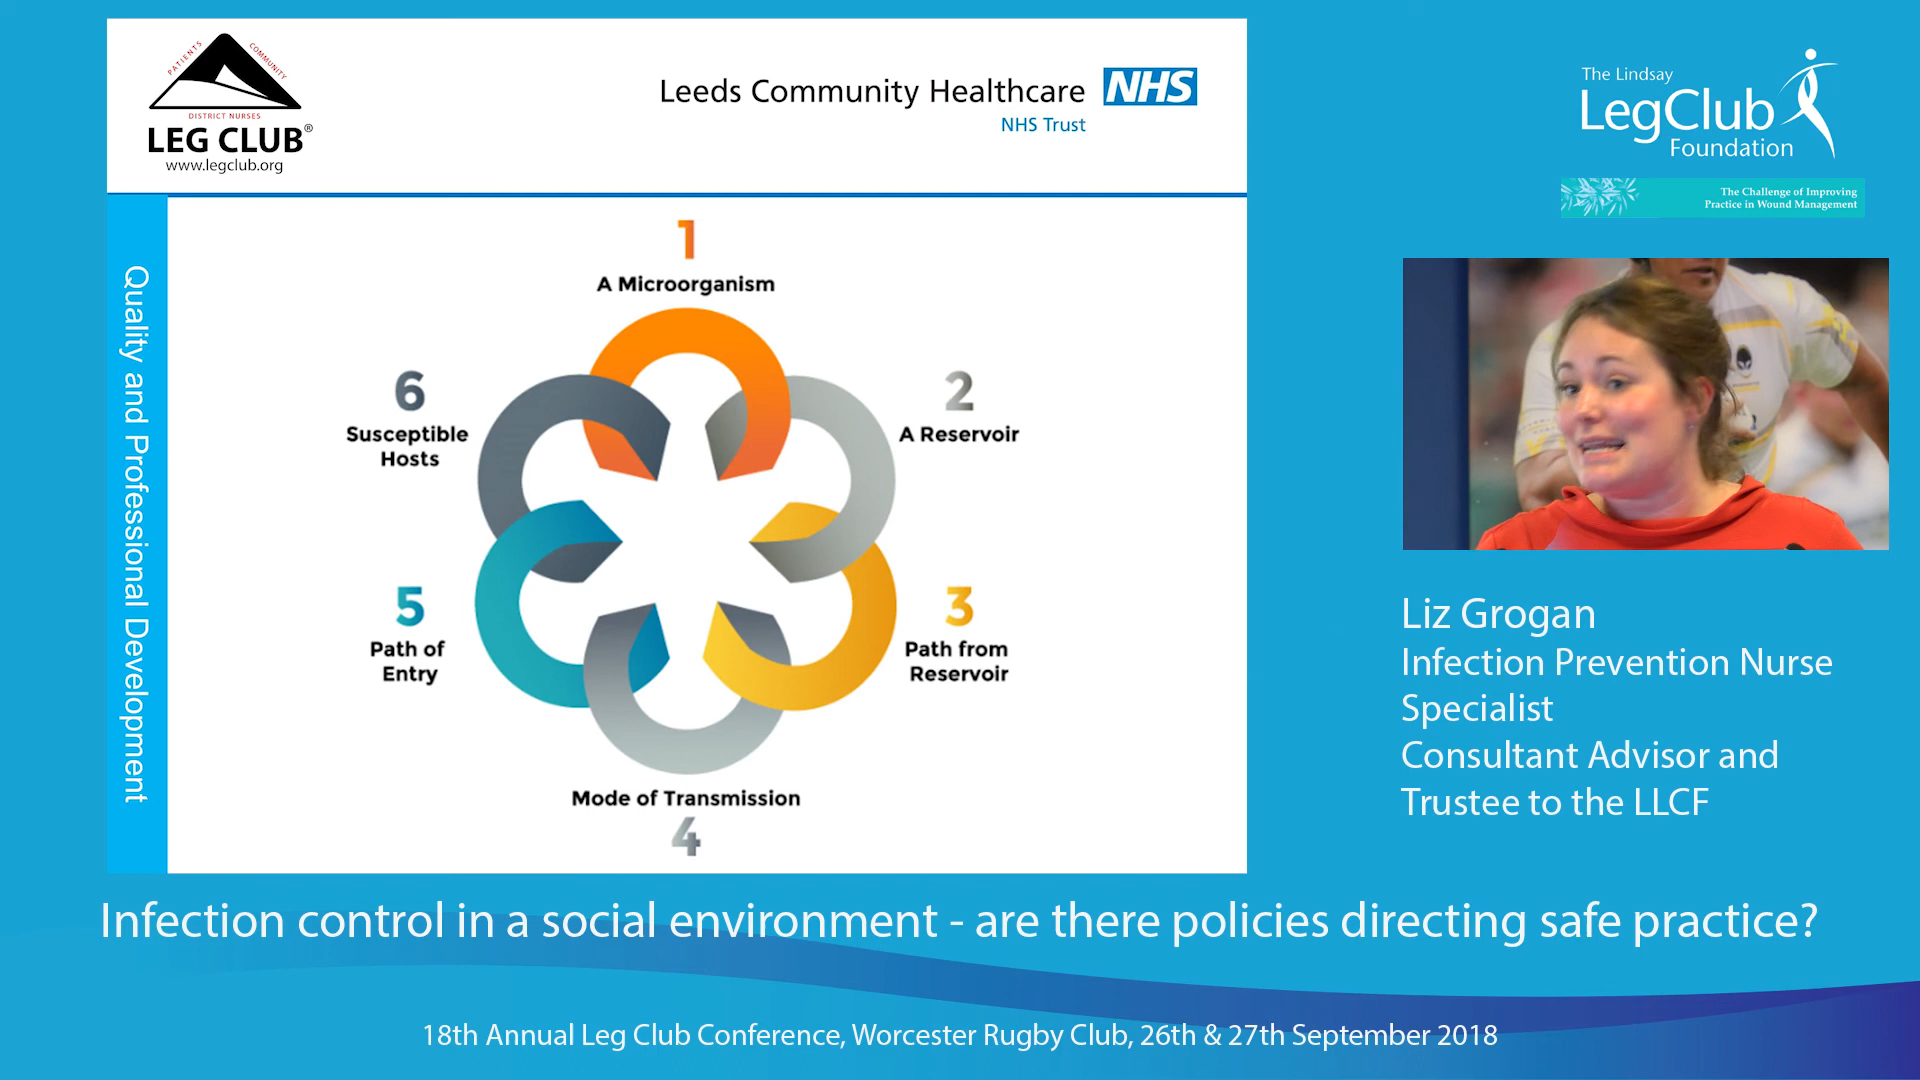 PATIENTS
COMMUNITY
DISTRICT NURSES
LEG CLUB®
www.legclub.org
Leeds Community Healthcare NHS
NHS Trust
Quality and Professional Development
1
A Microorganism
2
A Reservoir
3
Path from
Reservoir
Mode of Transmission
4
5
Path of
Entry
6
Susceptible
Hosts
The Lindsay
LegClub
Foundation
The Challenge of Improving
Practice in Wound Management
Liz Grogan
Infection Prevention Nurse
Specialist
Consultant Advisor and
Trustee to the LLCF
Infection control in a social environment - are there policies directing safe practice?
18th Annual Leg Club Conference, Worcester Rugby Club, 26th & 27th September 2018